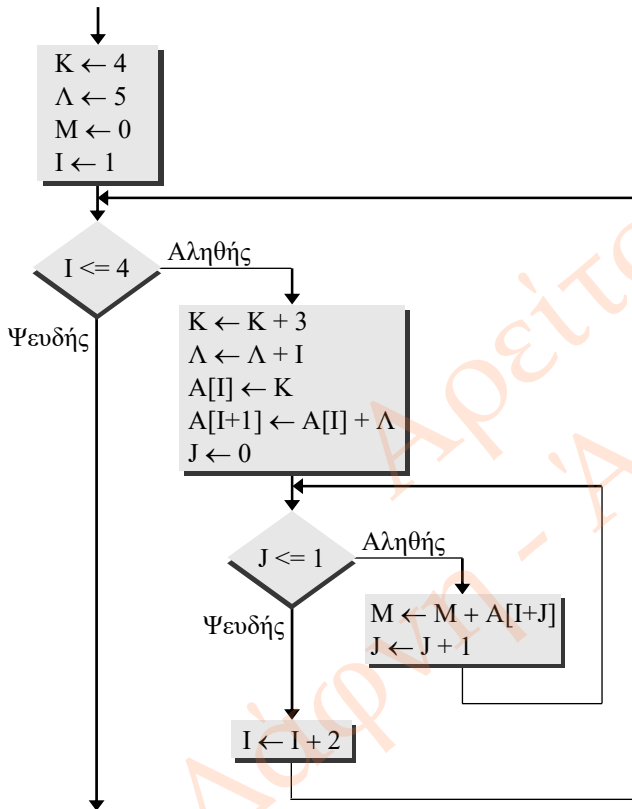 Κ ← 4
Λ ← 5
Μ ← 0
Ι ← 1
Ι <= 4
Αληθής
Ψευδής
Κ ← Κ + 3
Λ ← Λ + Ι
Α[Ι] ← Κ
Α[Ι+1] ← Α[Ι] + Λ
J ← 0
J <= 1
Αληθής
Ψευδής
Μ ← Μ + Α[Ι+J]
J ← J + 1
Ι ← Ι + 2